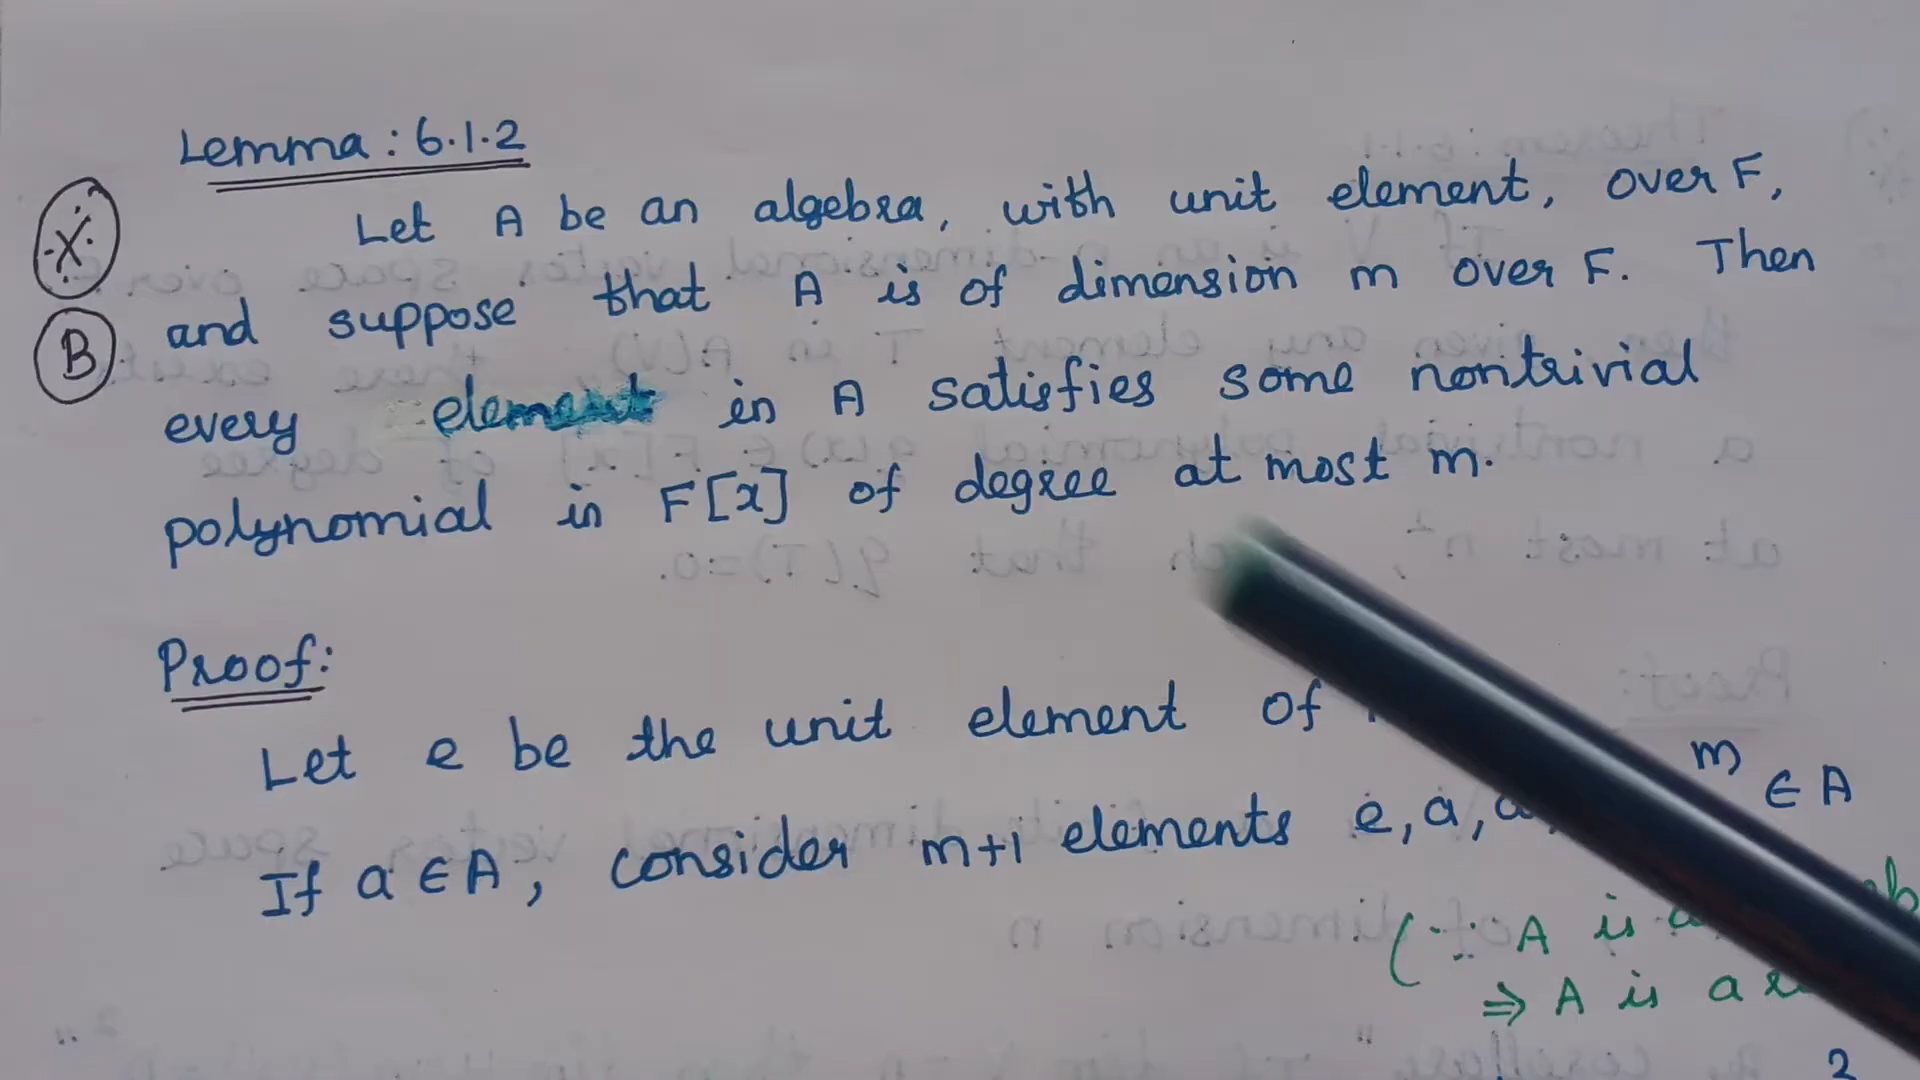 Lemma : 6.1.2
Let A be an algebra, with unit element, over F,
X
and suppose that A is of dimension m over F. Then
B
every element in A satisfies some nontrivial
polynomial in F[x] of degree at most m.
Proof:
Let e be the unit element of
If a ∈ A, consider m+1 elements e, a, m ∈ A
(∵ A is
⇒ A is a